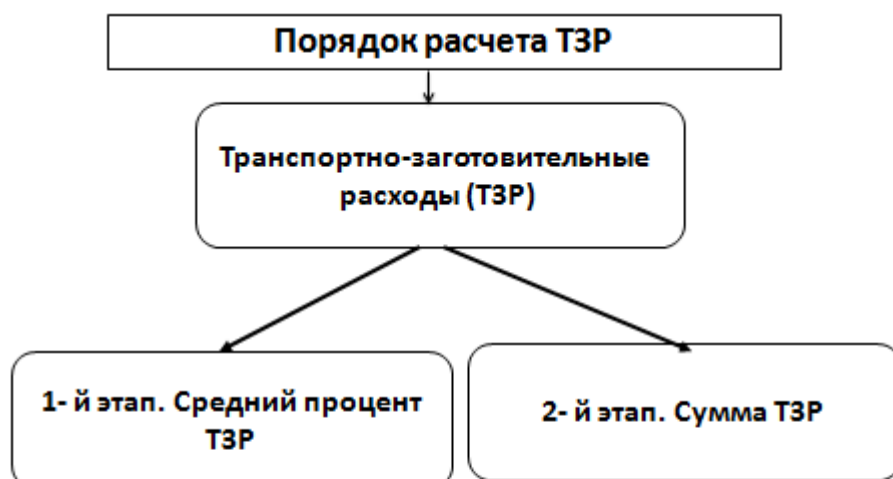 Порядок расчета ТЗР
Транспортно-заготовительные
расходы (ТЗР)
1- й этап. Средний процент
ТЗР
2- й этап. Сумма ТЗР